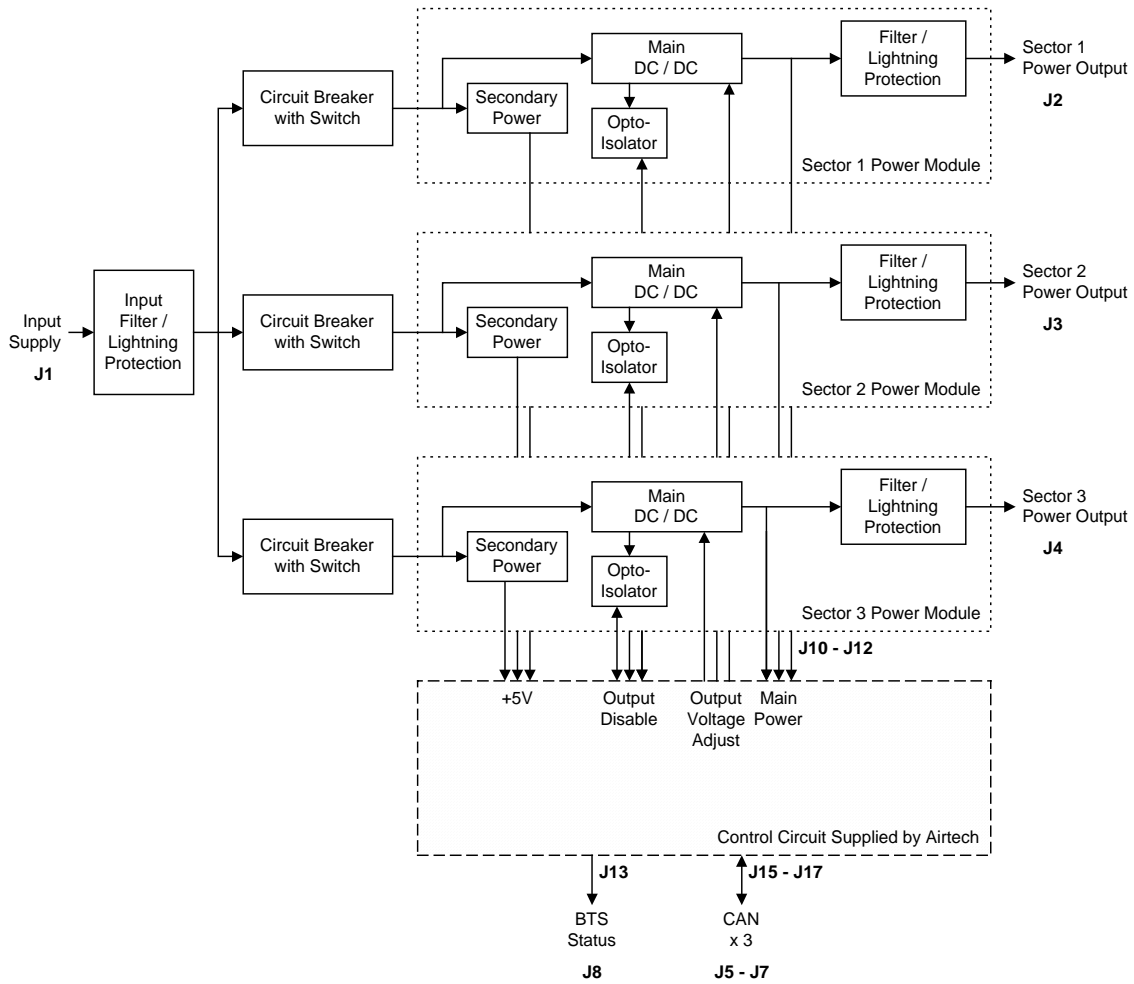 Main
DC / DC
Filter /
Lightning
Protection
Sector 1
Power Output
J2
Circuit Breaker
with Switch
Secondary
Power
Opto-
Isolator
Sector 1 Power Module
Main
DC / DC
Filter /
Lightning
Protection
Sector 2
Power Output
J3
Input
Supply
J1
Input
Filter /
Lightning
Protection
Circuit Breaker
with Switch
Secondary
Power
Opto-
Isolator
Sector 2 Power Module
Main
DC / DC
Filter /
Lightning
Protection
Sector 3
Power Output
J4
Circuit Breaker
with Switch
Secondary
Power
Opto-
Isolator
Sector 3 Power Module
J10 - J12
+5V
Output
Disable
Output
Voltage
Adjust
Main
Power
Control Circuit Supplied by Airtech
J13
J15 - J17
BTS
Status
J8
CAN
x 3
J5 - J7